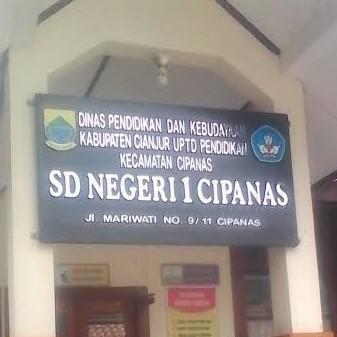 DINAS PENDIDIKAN DAN KEBUDAYAAN
KABUPATEN CIANJUR UPTD PENDIDIKAN
KECAMATAN CIPANAS
SD NEGERI 1 CIPANAS
Jl. MARIWATI NO. 9/11 CIPANAS